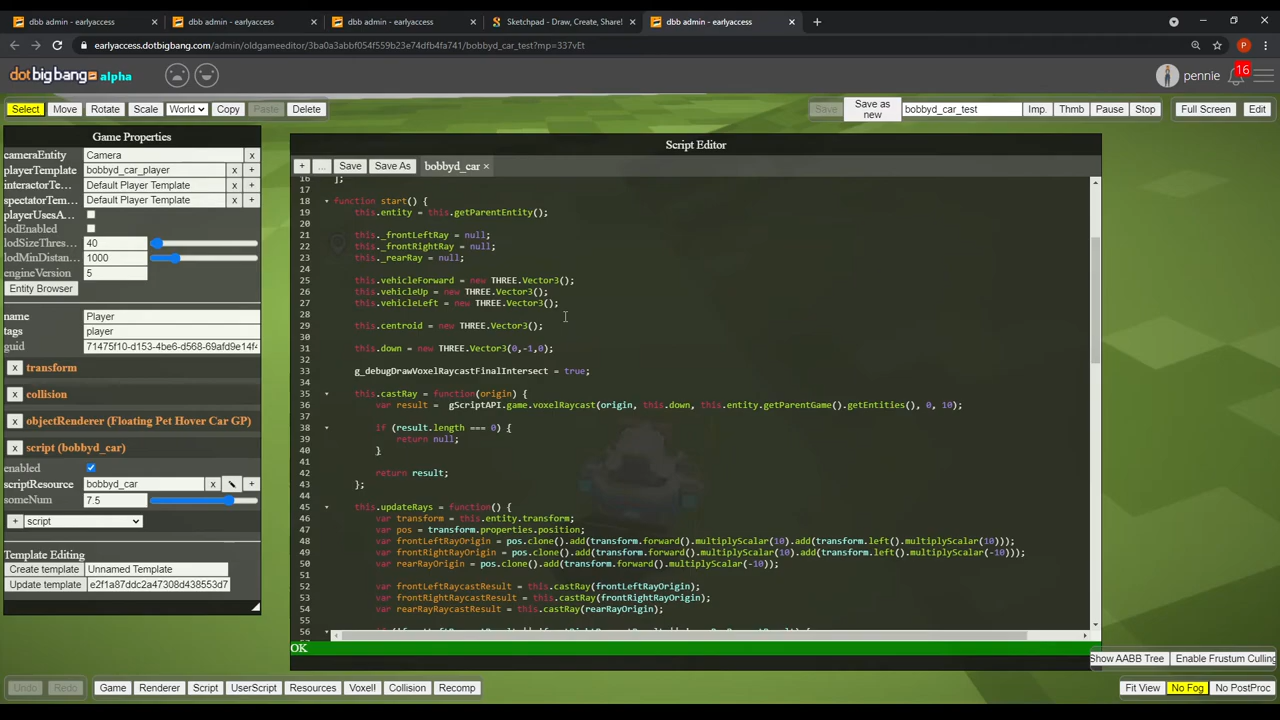 dbb admin - earlyaccess
dbb admin - earlyaccess
dbb admin - earlyaccess
Sketchpad - Draw, Create, Share!
dbb admin - earlyaccess
earlyaccess.dotbigbang.com/admin/oldgameeditor/3ba0a3abbf054f559b23e74dfb4fa741/bobbyd_car_test?mp=337vEt
P
dotbigbang alpha
pennie
16
Select Move Rotate Scale World Copy Paste Delete
Save Save as new bobbyd_car_test Imp. Thmb Pause Stop Full Screen Edit
Game Properties
cameraEntity Camera x
playerTemplate bobbyd_car_player x +
interactorTe... Default Player Template x +
spectatorTem... Default Player Template x +
playerUsesA...
lodEnabled
lodSizeThres... 40
lodMinDistan... 1000
engineVersion 5
Entity Browser
name Player
tags player
guid 71475f10-d153-4be6-d568-69afd9e14f
x transform
x collision
x objectRenderer (Floating Pet Hover Car GP)
x script (bobbyd_car)
enabled
scriptResource bobbyd_car x +
someNum 7.5
+ script
Template Editing
Create template Unnamed Template
Update template e2f1a87ddc2a47308d438553d7
Script Editor
+ ... Save Save As bobbyd_car ×
16 ];
17
18 function start() {
19 this.entity = this.getParentEntity();
20
21 this._frontLeftRay = null;
22 this._frontRightRay = null;
23 this._rearRay = null;
24
25 this.vehicleForward = new THREE.Vector3();
26 this.vehicleUp = new THREE.Vector3();
27 this.vehicleLeft = new THREE.Vector3();
28
29 this.centroid = new THREE.Vector3();
30
31 this.down = new THREE.Vector3(0,-1,0);
32
33 g_debugDrawVoxelRaycastFinalIntersect = true;
34
35 this.castRay = function(origin) {
36 var result = gScriptAPI.game.voxelRaycast(origin, this.down, this.entity.getParentGame().getEntities(), 0, 10);
37
38 if (result.length === 0) {
39 return null;
40 }
41
42 return result;
43 };
44
45 this.updateRays = function() {
46 var transform = this.entity.transform;
47 var pos = transform.properties.position;
48 var frontLeftRayOrigin = pos.clone().add(transform.forward().multiplyScalar(10).add(transform.left().multiplyScalar(10)));
49 var frontRightRayOrigin = pos.clone().add(transform.forward().multiplyScalar(10).add(transform.left().multiplyScalar(-10)));
50 var rearRayOrigin = pos.clone().add(transform.forward().multiplyScalar(-10));
51
52 var frontLeftRaycastResult = this.castRay(frontLeftRayOrigin);
53 var frontRightRaycastResult = this.castRay(frontRightRayOrigin);
54 var rearRayRaycastResult = this.castRay(rearRayOrigin);
55
56
OK
Show AABB Tree Enable Frustum Culling
Undo Redo Game Renderer Script UserScript Resources Voxel! Collision Recomp
Fit View No Fog No PostProc